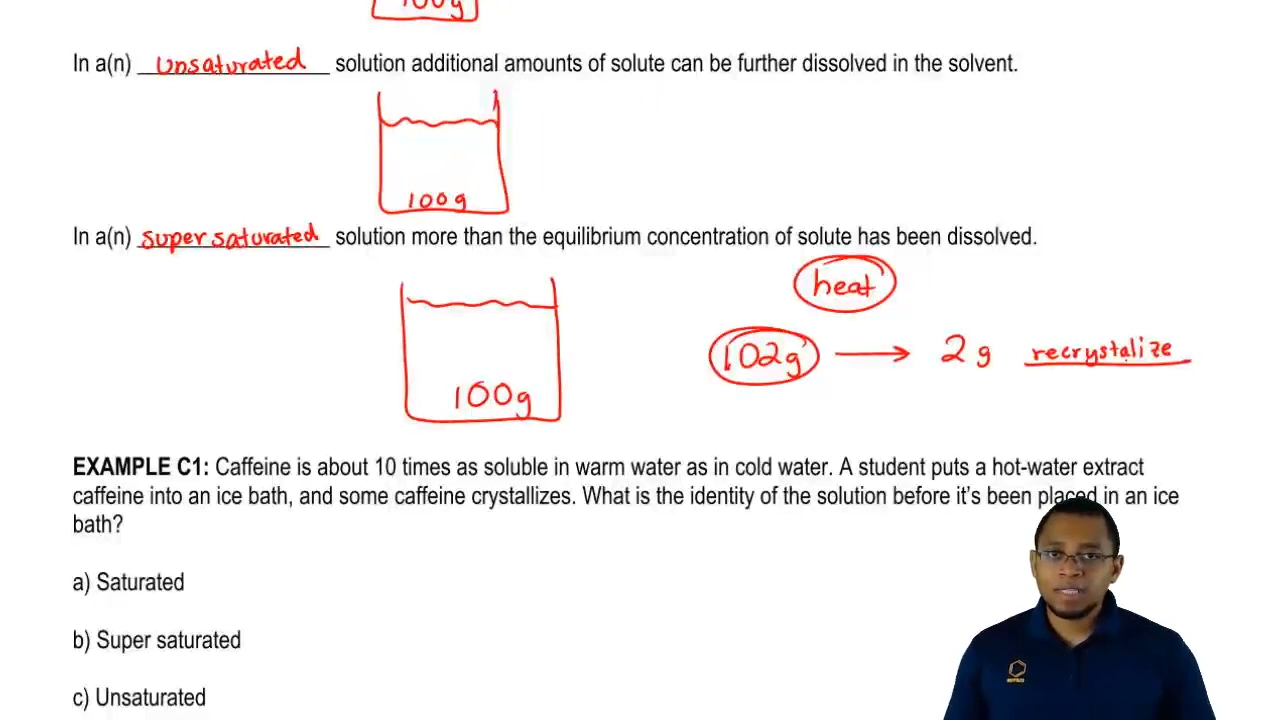 100g
In a(n) unsaturated solution additional amounts of solute can be further dissolved in the solvent.
100g
In a(n) super saturated solution more than the equilibrium concentration of solute has been dissolved.
heat
102g → 2g recrystalize
100g
EXAMPLE C1: Caffeine is about 10 times as soluble in warm water as in cold water. A student puts a hot-water extract
caffeine into an ice bath, and some caffeine crystallizes. What is the identity of the solution before it's been placed in an ice
bath?
a) Saturated
b) Super saturated
c) Unsaturated